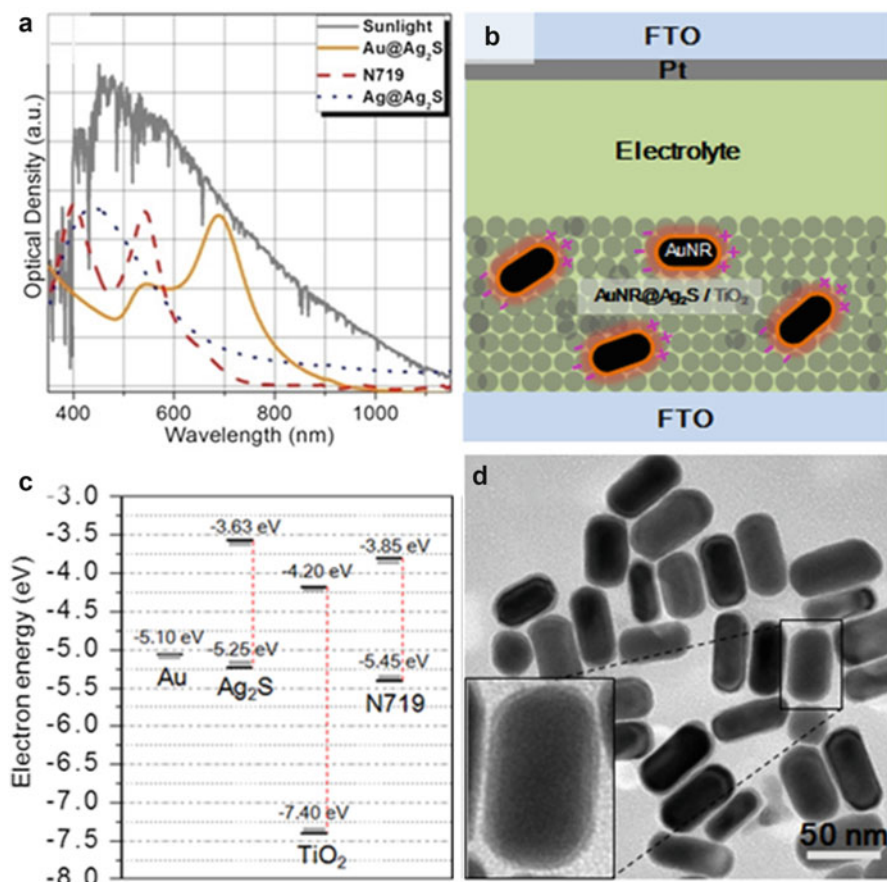 a
Sunlight
Au@Ag₂S
N719
Ag@Ag₂S
Optical Density (a.u.)
400 600 800 1000
Wavelength (nm)
b
FTO
Pt
Electrolyte
AuNR
AuNR@Ag₂S / TiO₂
FTO
c
Electron energy (eV)
-3.0
-3.5
-4.0
-4.5
-5.0
-5.5
-6.0
-6.5
-7.0
-7.5
-8.0
-3.63 eV
-3.85 eV
-4.20 eV
-5.10 eV
-5.25 eV
-5.45 eV
Au
Ag₂S
N719
-7.40 eV
TiO₂
d
50 nm